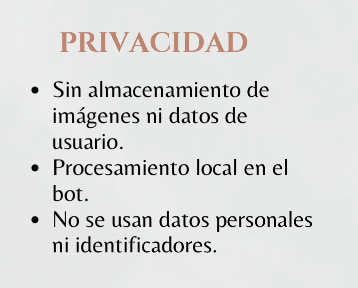 PRIVACIDAD
• Sin almacenamiento de
imágenes ni datos de
usuario.
• Procesamiento local en el
bot.
• No se usan datos personales
ni identificadores.